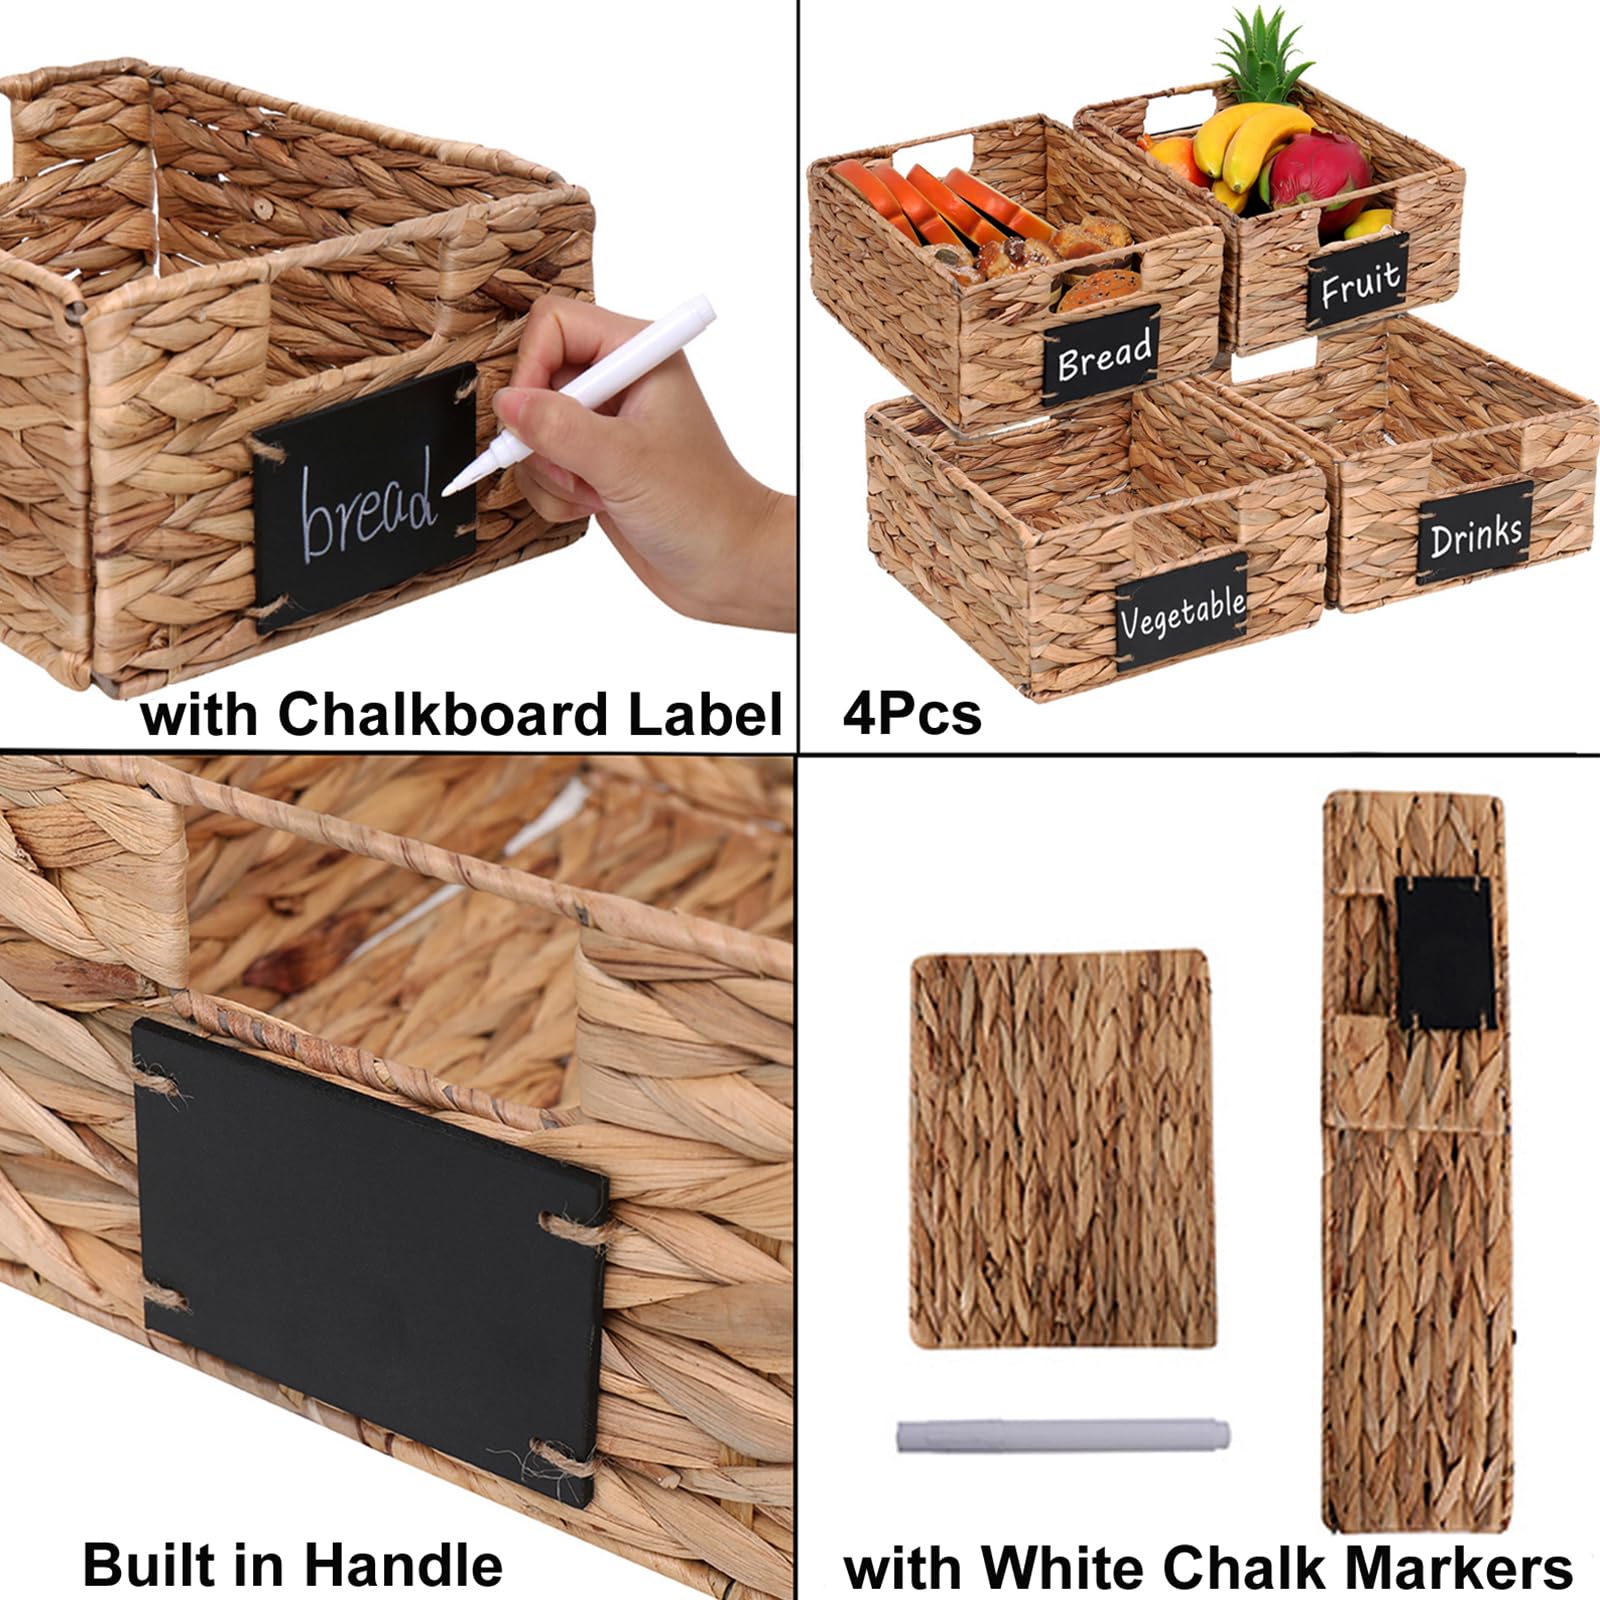 bread
with Chalkboard Label
Bread
Fruit
Vegetable
Drinks
4Pcs
Built in Handle
with White Chalk Markers